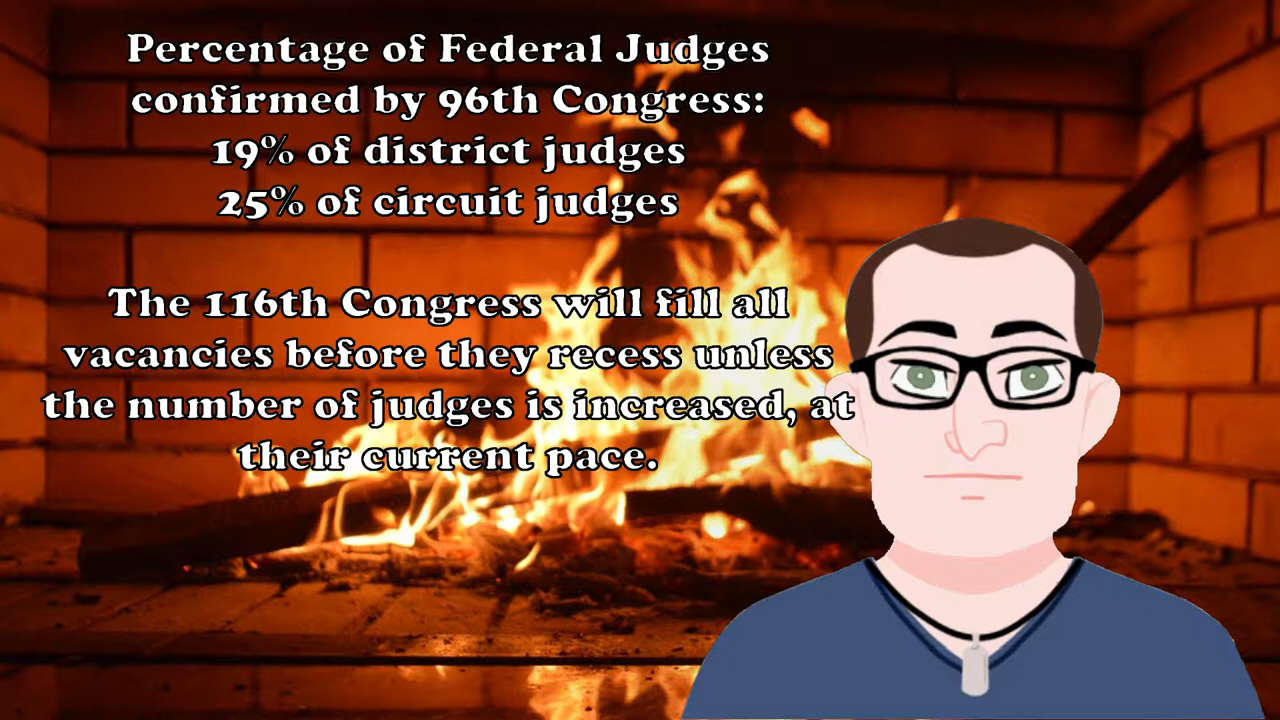 Percentage of Federal Judges
confirmed by 96th Congress:
19% of district judges
25% of circuit judges
The 116th Congress will fill all
vacancies before they recess unless
the number of judges is increased, at
their current pace.